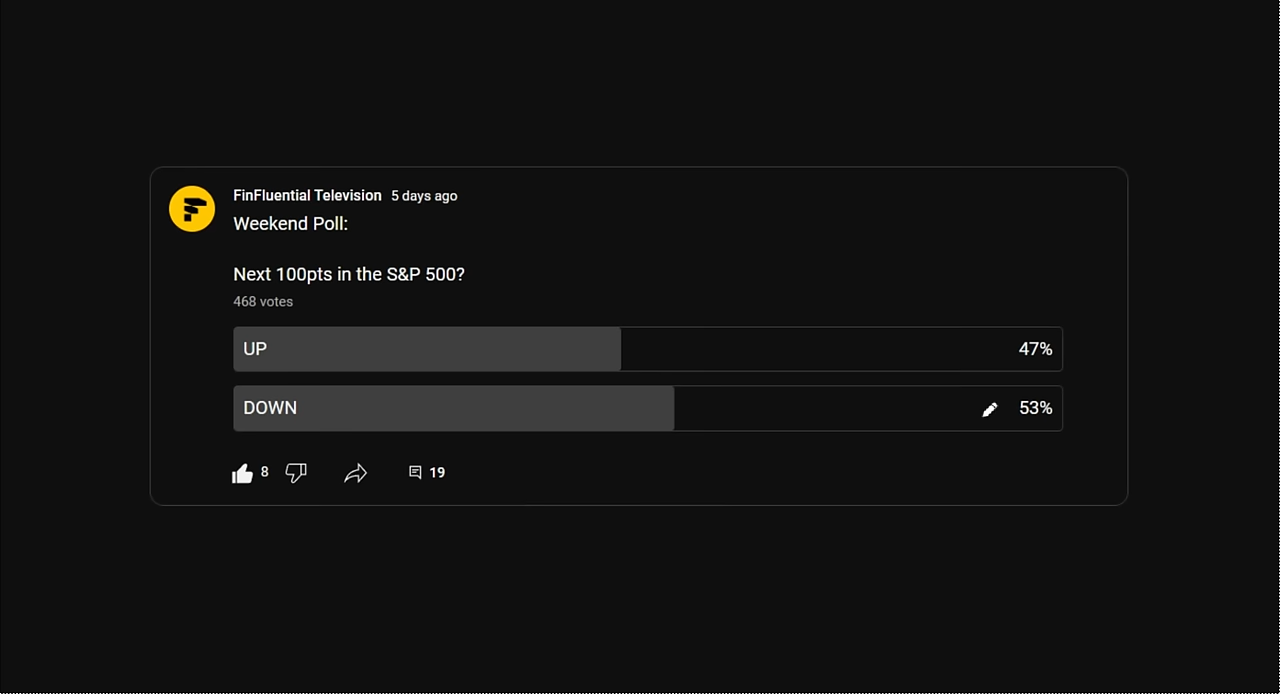 FinFluential Television 5 days ago
Weekend Poll:
Next 100pts in the S&P 500?
468 votes
UP 47%
DOWN 53%
8 19